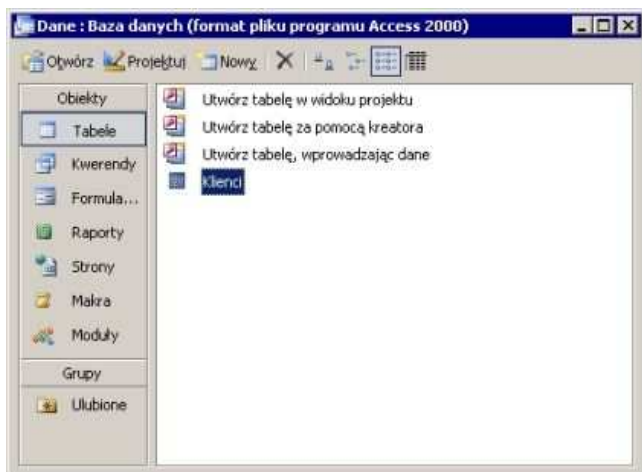 Dane : Baza danych (format pliku programu Access 2000)
Otwórz Projektuj Nowy
Obiekty
Tabele
Kwerendy
Formula...
Raporty
Strony
Makra
Moduły
Grupy
Ulubione
Utwórz tabelę w widoku projektu
Utwórz tabelę za pomocą kreatora
Utwórz tabelę, wprowadzając dane
Klienci